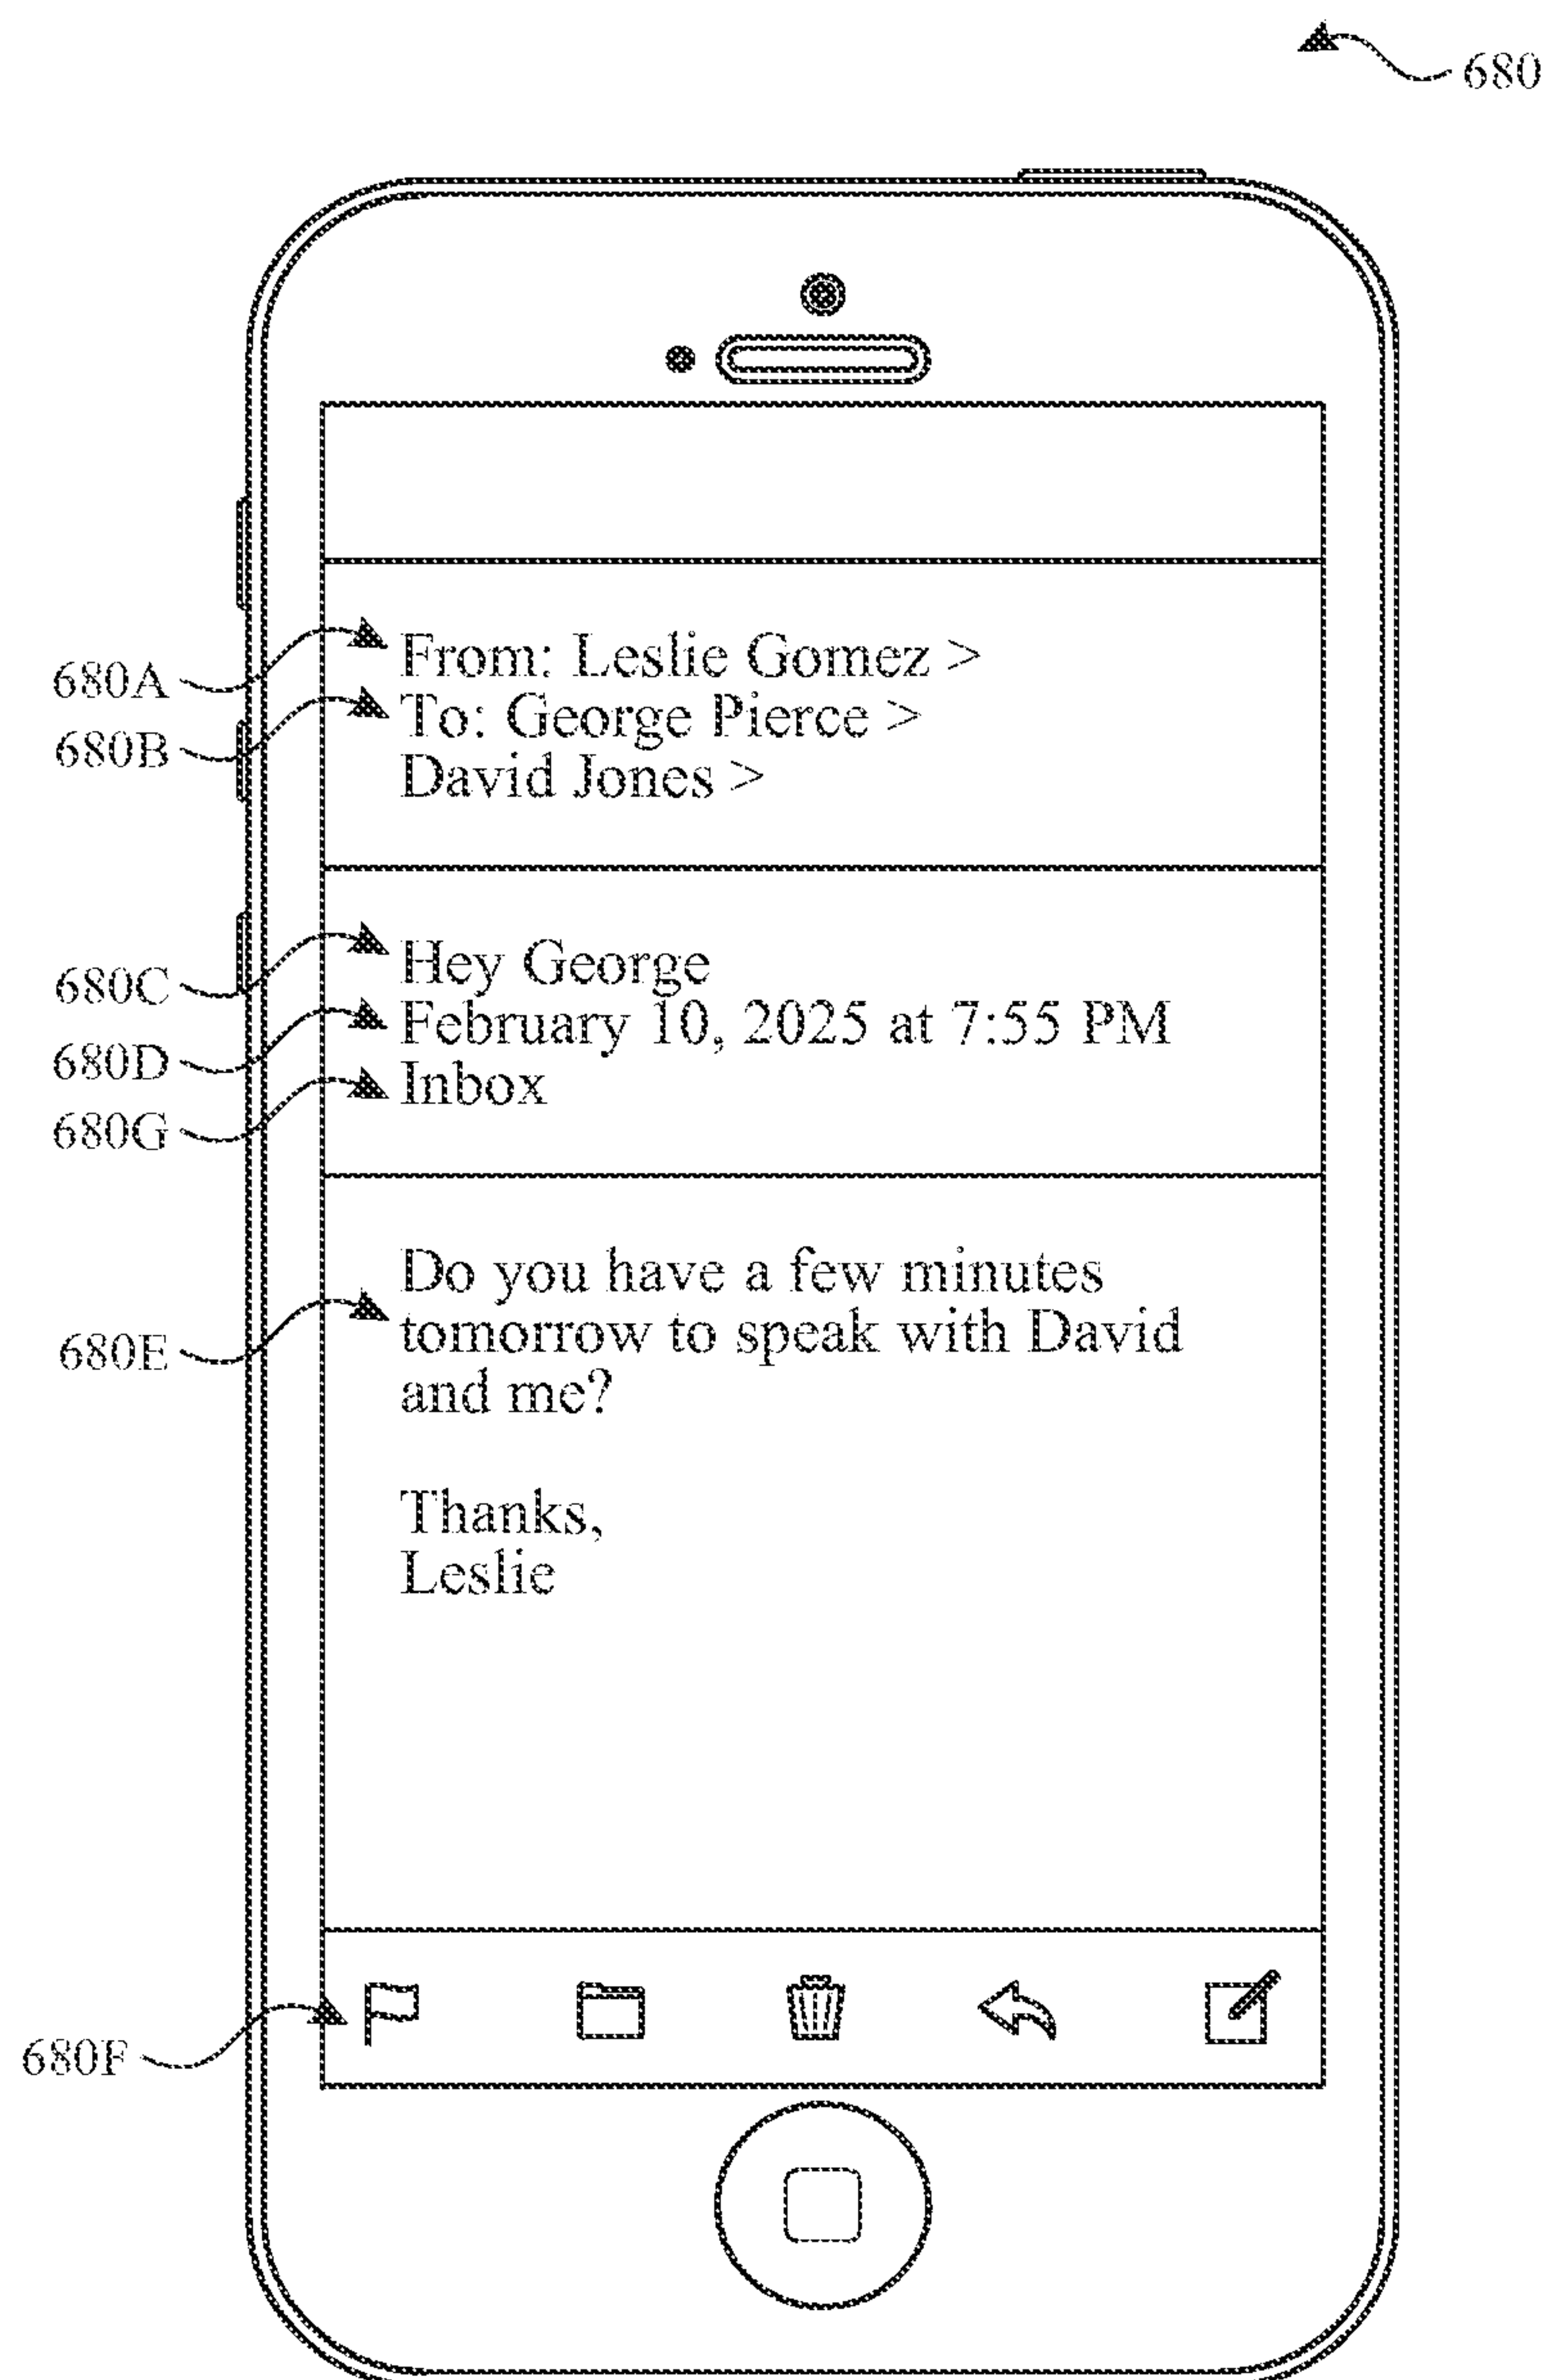 680
680A
From: Leslie Gomez >
680B
To: George Pierce >
David Jones >
680C
Hey George
680D
February 10, 2025 at 7:55 PM
680G
Inbox
680E
Do you have a few minutes
tomorrow to speak with David
and me?
Thanks,
Leslie
680F